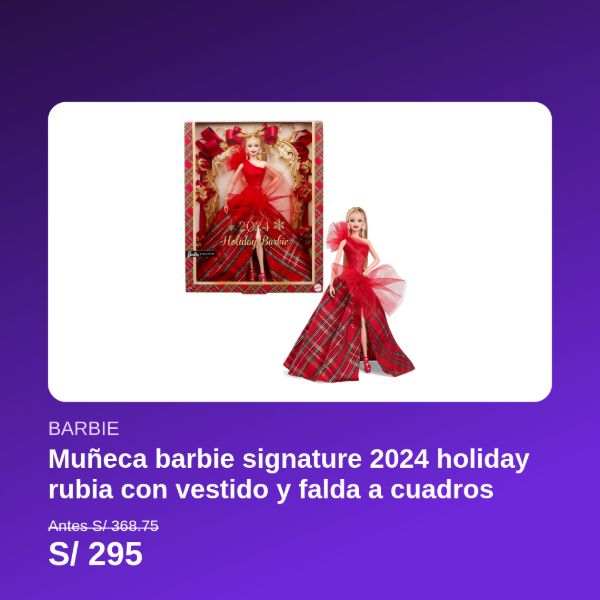 2024
Holiday Barbie
BARBIE
Muñeca barbie signature 2024 holiday
rubia con vestido y falda a cuadros
Antes S/ 368.75
S/ 295